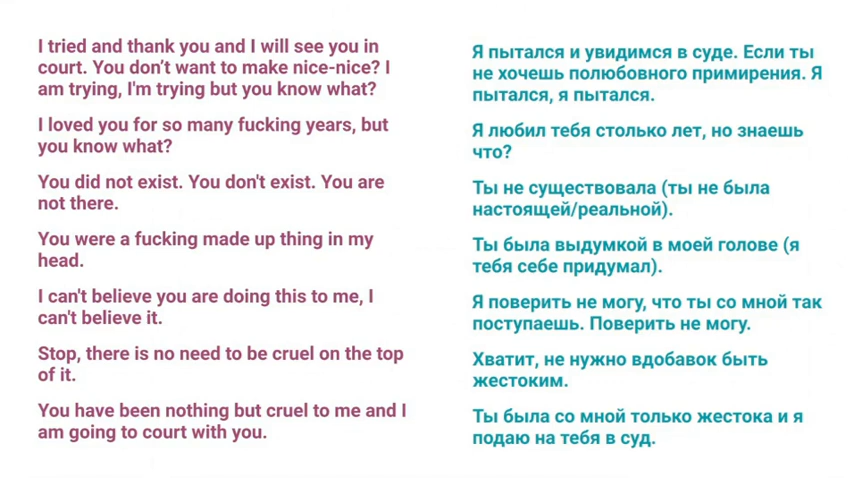 I tried and thank you and I will see you in
court. You don’t want to make nice-nice? I
am trying, I'm trying but you know what?
I loved you for so many fucking years, but
you know what?
You did not exist. You don't exist. You are
not there.
You were a fucking made up thing in my
head.
I can't believe you are doing this to me, I
can't believe it.
Stop, there is no need to be cruel on the top
of it.
You have been nothing but cruel to me and I
am going to court with you.
Я пытался и увидимся в суде. Если ты
не хочешь полюбовного примирения. Я
пытался, я пытался.
Я любил тебя столько лет, но знаешь
что?
Ты не существовала (ты не была
настоящей/реальной).
Ты была выдумкой в моей голове (я
тебя себе придумал).
Я поверить не могу, что ты со мной так
поступаешь. Поверить не могу.
Хватит, не нужно вдобавок быть
жестоким.
Ты была со мной только жестока и я
подаю на тебя в суд.